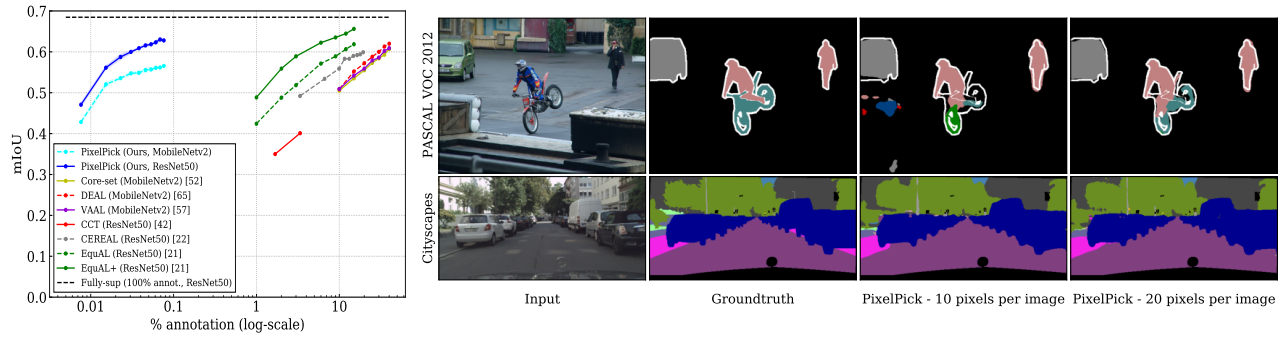 0.7
0.6
0.5
0.4
0.3
0.2
0.1
0.0
mIoU
PixelPick (Ours, MobileNetv2)
PixelPick (Ours, ResNet50)
Core-set (MobileNetv2) [52]
DEAL (MobileNetv2) [65]
VAAL (MobileNetv2) [57]
CCT (ResNet50) [42]
CEREAL (ResNet50) [22]
EquAL (ResNet50) [21]
EquAL+ (ResNet50) [21]
Fully-sup (100% annot., ResNet50)
0.01 0.1 1 10
% annotation (log-scale)
PASCAL VOC 2012
Cityscapes
Input
Groundtruth
PixelPick - 10 pixels per image
PixelPick - 20 pixels per image